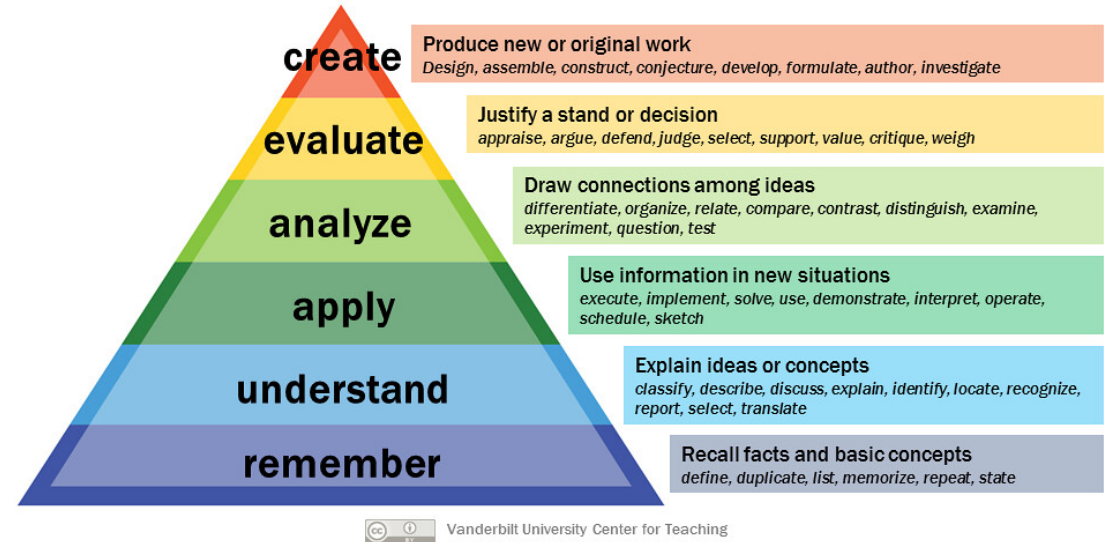 create
Produce new or original work
Design, assemble, construct, conjecture, develop, formulate, author, investigate
evaluate
Justify a stand or decision
appraise, argue, defend, judge, select, support, value, critique, weigh
analyze
Draw connections among ideas
differentiate, organize, relate, compare, contrast, distinguish, examine,
experiment, question, test
apply
Use information in new situations
execute, implement, solve, use, demonstrate, interpret, operate,
schedule, sketch
understand
Explain ideas or concepts
classify, describe, discuss, explain, identify, locate, recognize,
report, select, translate
remember
Recall facts and basic concepts
define, duplicate, list, memorize, repeat, state
cc
Vanderbilt University Center for Teaching